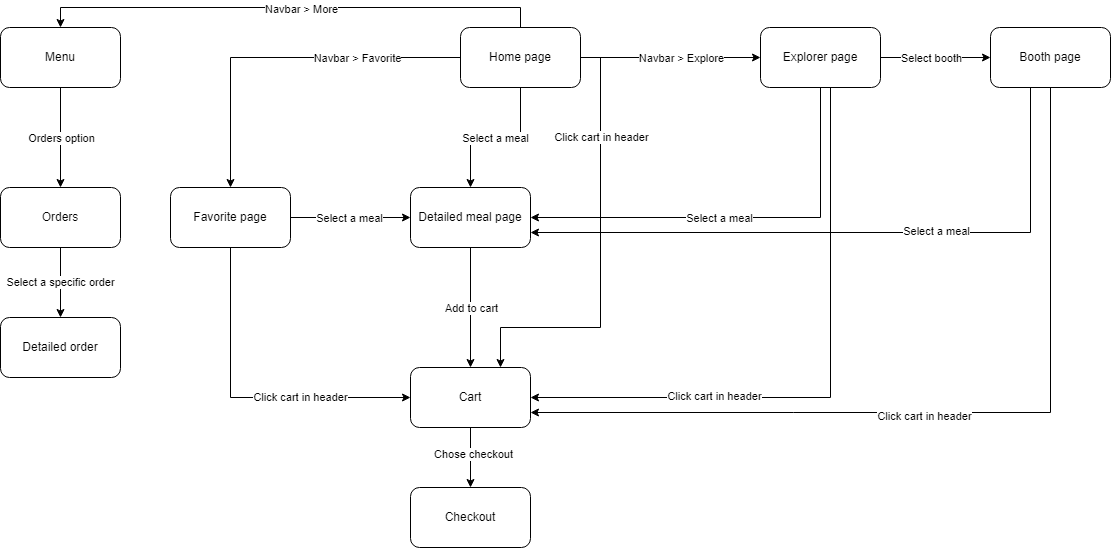 Navbar > More
Menu
Navbar > Favorite
Home page
Navbar > Explore
Explorer page
Select booth
Booth page
Orders option
Select a meal
Click cart in header
Orders
Favorite page
Select a meal
Detailed meal page
Select a meal
Select a meal
Select a specific order
Add to cart
Detailed order
Click cart in header
Cart
Click cart in header
Click cart in header
Chose checkout
Checkout